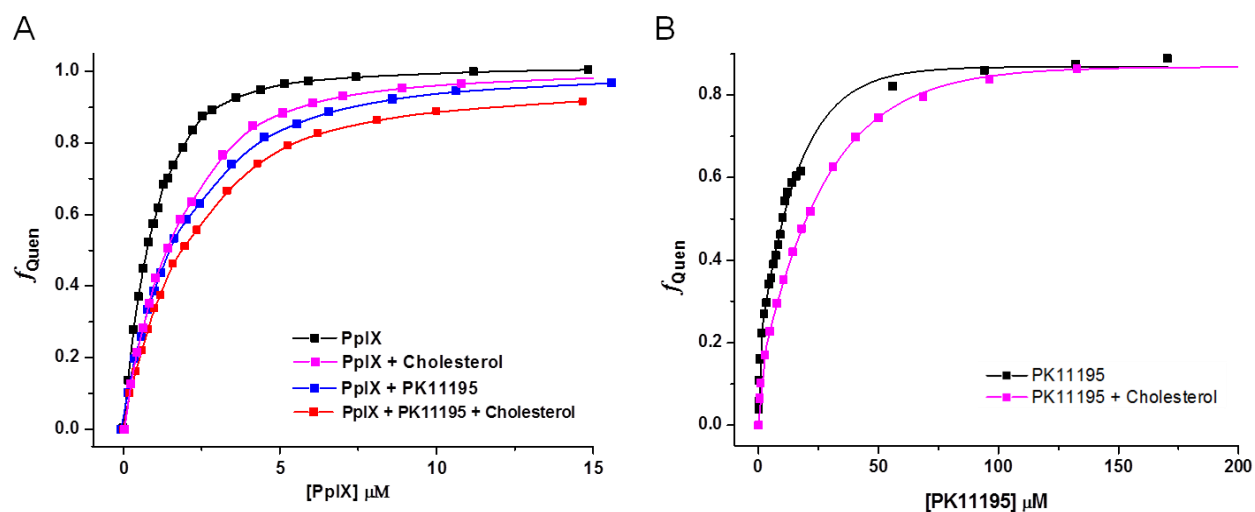 A
1.0
0.8
0.6
0.4
0.2
0.0
fQuen
PpIX
PpIX + Cholesterol
PpIX + PK11195
PpIX + PK11195 + Cholesterol
0
5
10
15
[PpIX] μM
B
0.8
0.6
0.4
0.2
0.0
fQuen
PK11195
PK11195 + Cholesterol
0
50
100
150
200
[PK11195] μM